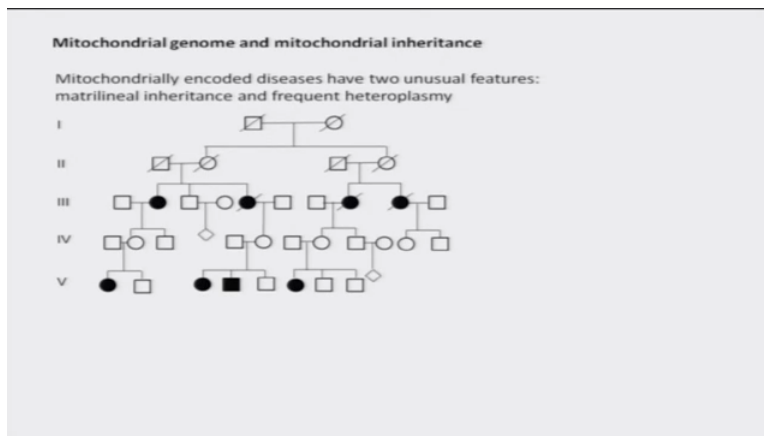 Mitochondrial genome and mitochondrial inheritance
Mitochondrially encoded diseases have two unusual features:
matrilineal inheritance and frequent heteroplasmy
I
II
III
IV
V